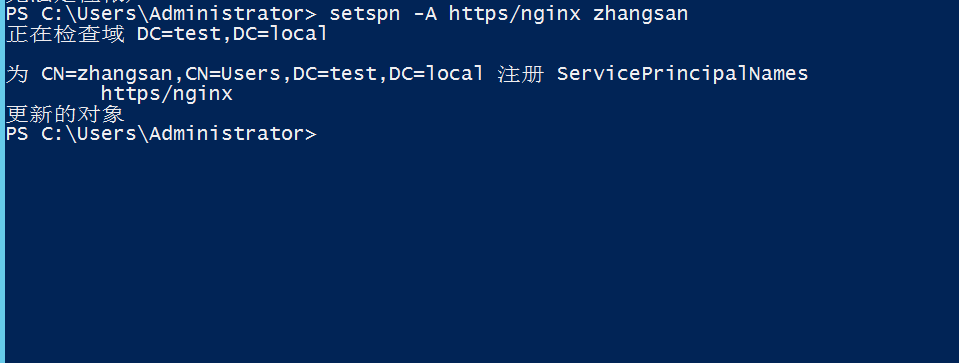 PS C:\Users\Administrator> setspn -A https/nginx zhangsan
正在检查域 DC=test,DC=local
为 CN=zhangsan,CN=Users,DC=test,DC=local 注册 ServicePrincipalNames
https/nginx
更新的对象
PS C:\Users\Administrator>